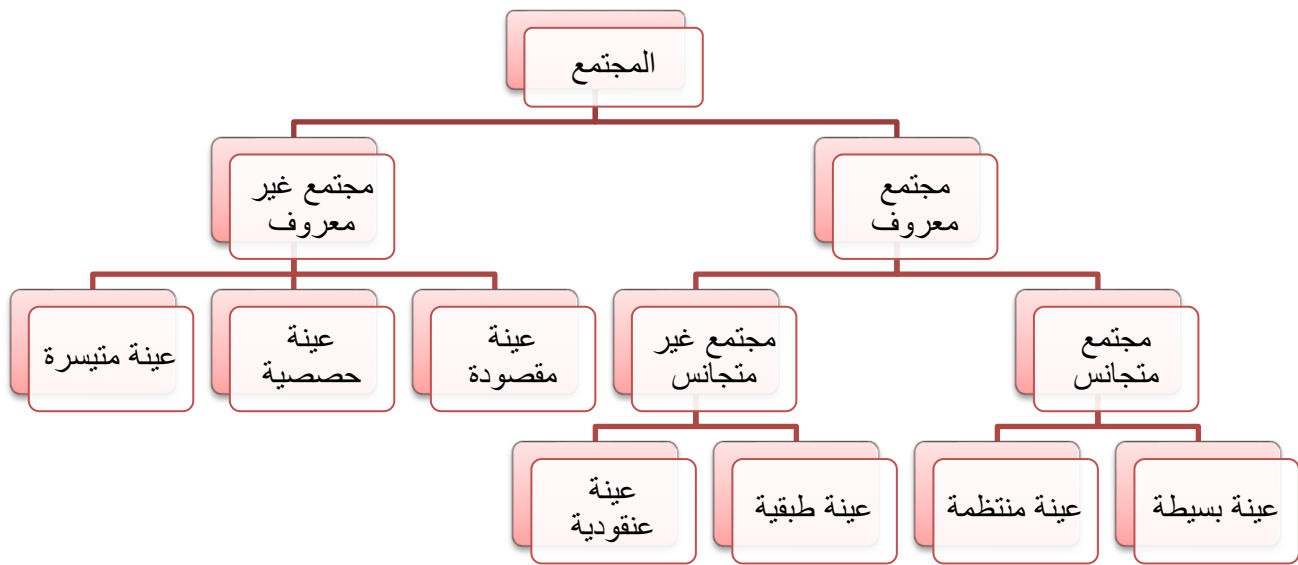 المجتمع
مجتمع
معروف
مجتمع غير
معروف
مجتمع
متجانس
مجتمع غير
متجانس
عينة
مقصودة
عينة
حصصية
عينة متيسرة
عينة بسيطة
عينة منتظمة
عينة طبقية
عينة
عنقودية